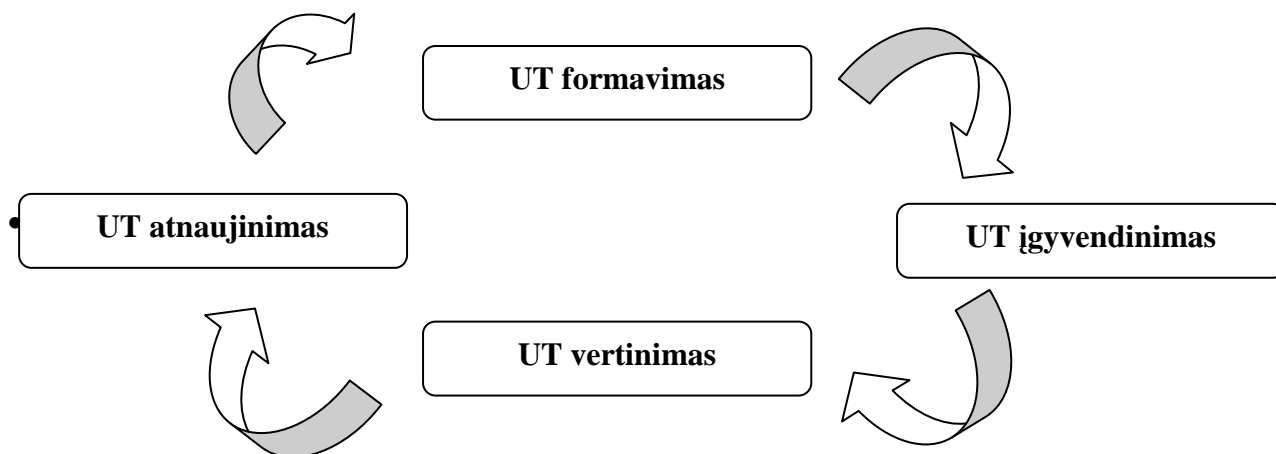 UT formavimas
• UT atnaujinimas
UT įgyvendinimas
UT vertinimas